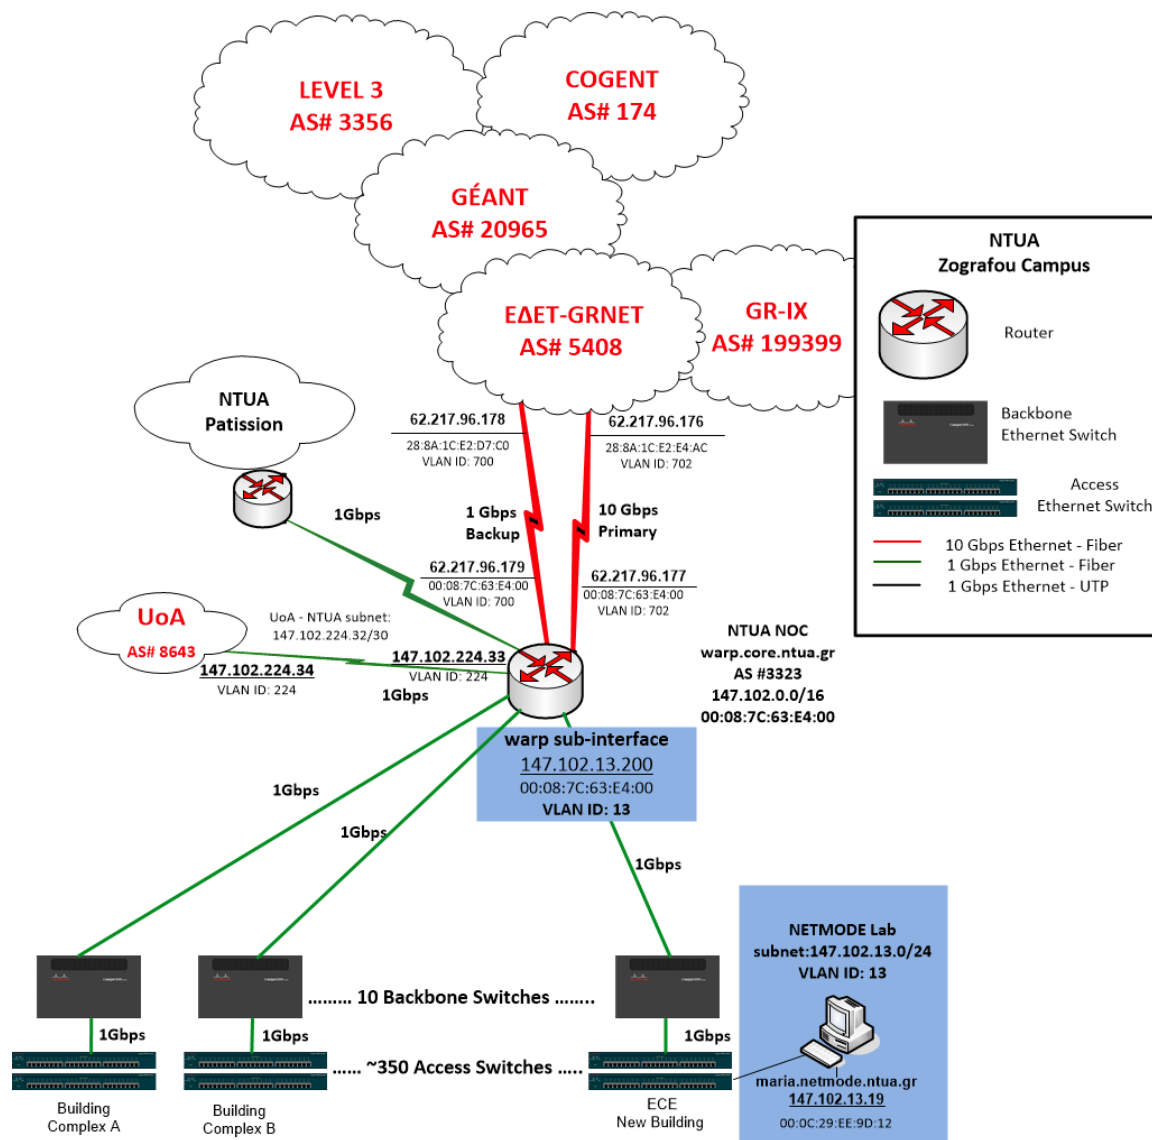 LEVEL 3
AS# 3356
COGENT
AS# 174
GÉANT
AS# 20965
ΕΔΕΤ-GRNET
AS# 5408
GR-IX
AS# 199399
NTUA
Zografou Campus
Router
Backbone
Ethernet Switch
Access
Ethernet Switch
10 Gbps Ethernet - Fiber
1 Gbps Ethernet - Fiber
1 Gbps Ethernet - UTP
NTUA
Patission
62.217.96.178
28:8A:1C:E2:D7:C0
VLAN ID: 700
62.217.96.176
28:8A:1C:E2:E4:AC
VLAN ID: 702
1Gbps
1 Gbps
Backup
10 Gbps
Primary
62.217.96.179
00:08:7C:63:E4:00
VLAN ID: 700
62.217.96.177
00:08:7C:63:E4:00
VLAN ID: 702
UoA
AS# 8643
UoA - NTUA subnet:
147.102.224.32/30
147.102.224.34
VLAN ID: 224
147.102.224.33
VLAN ID: 224
1Gbps
NTUA NOC
warp.core.ntua.gr
AS #3323
147.102.0.0/16
00:08:7C:63:E4:00
warp sub-interface
147.102.13.200
00:08:7C:63:E4:00
VLAN ID: 13
1Gbps
1Gbps
1Gbps
NETMODE Lab
subnet:147.102.13.0/24
VLAN ID: 13
maria.netmode.ntua.gr
147.102.13.19
00:0C:29:EE:9D:12
......... 10 Backbone Switches ........
1Gbps
1Gbps
1Gbps
...... ~350 Access Switches .....
Building
Complex A
Building
Complex B
ECE
New Building